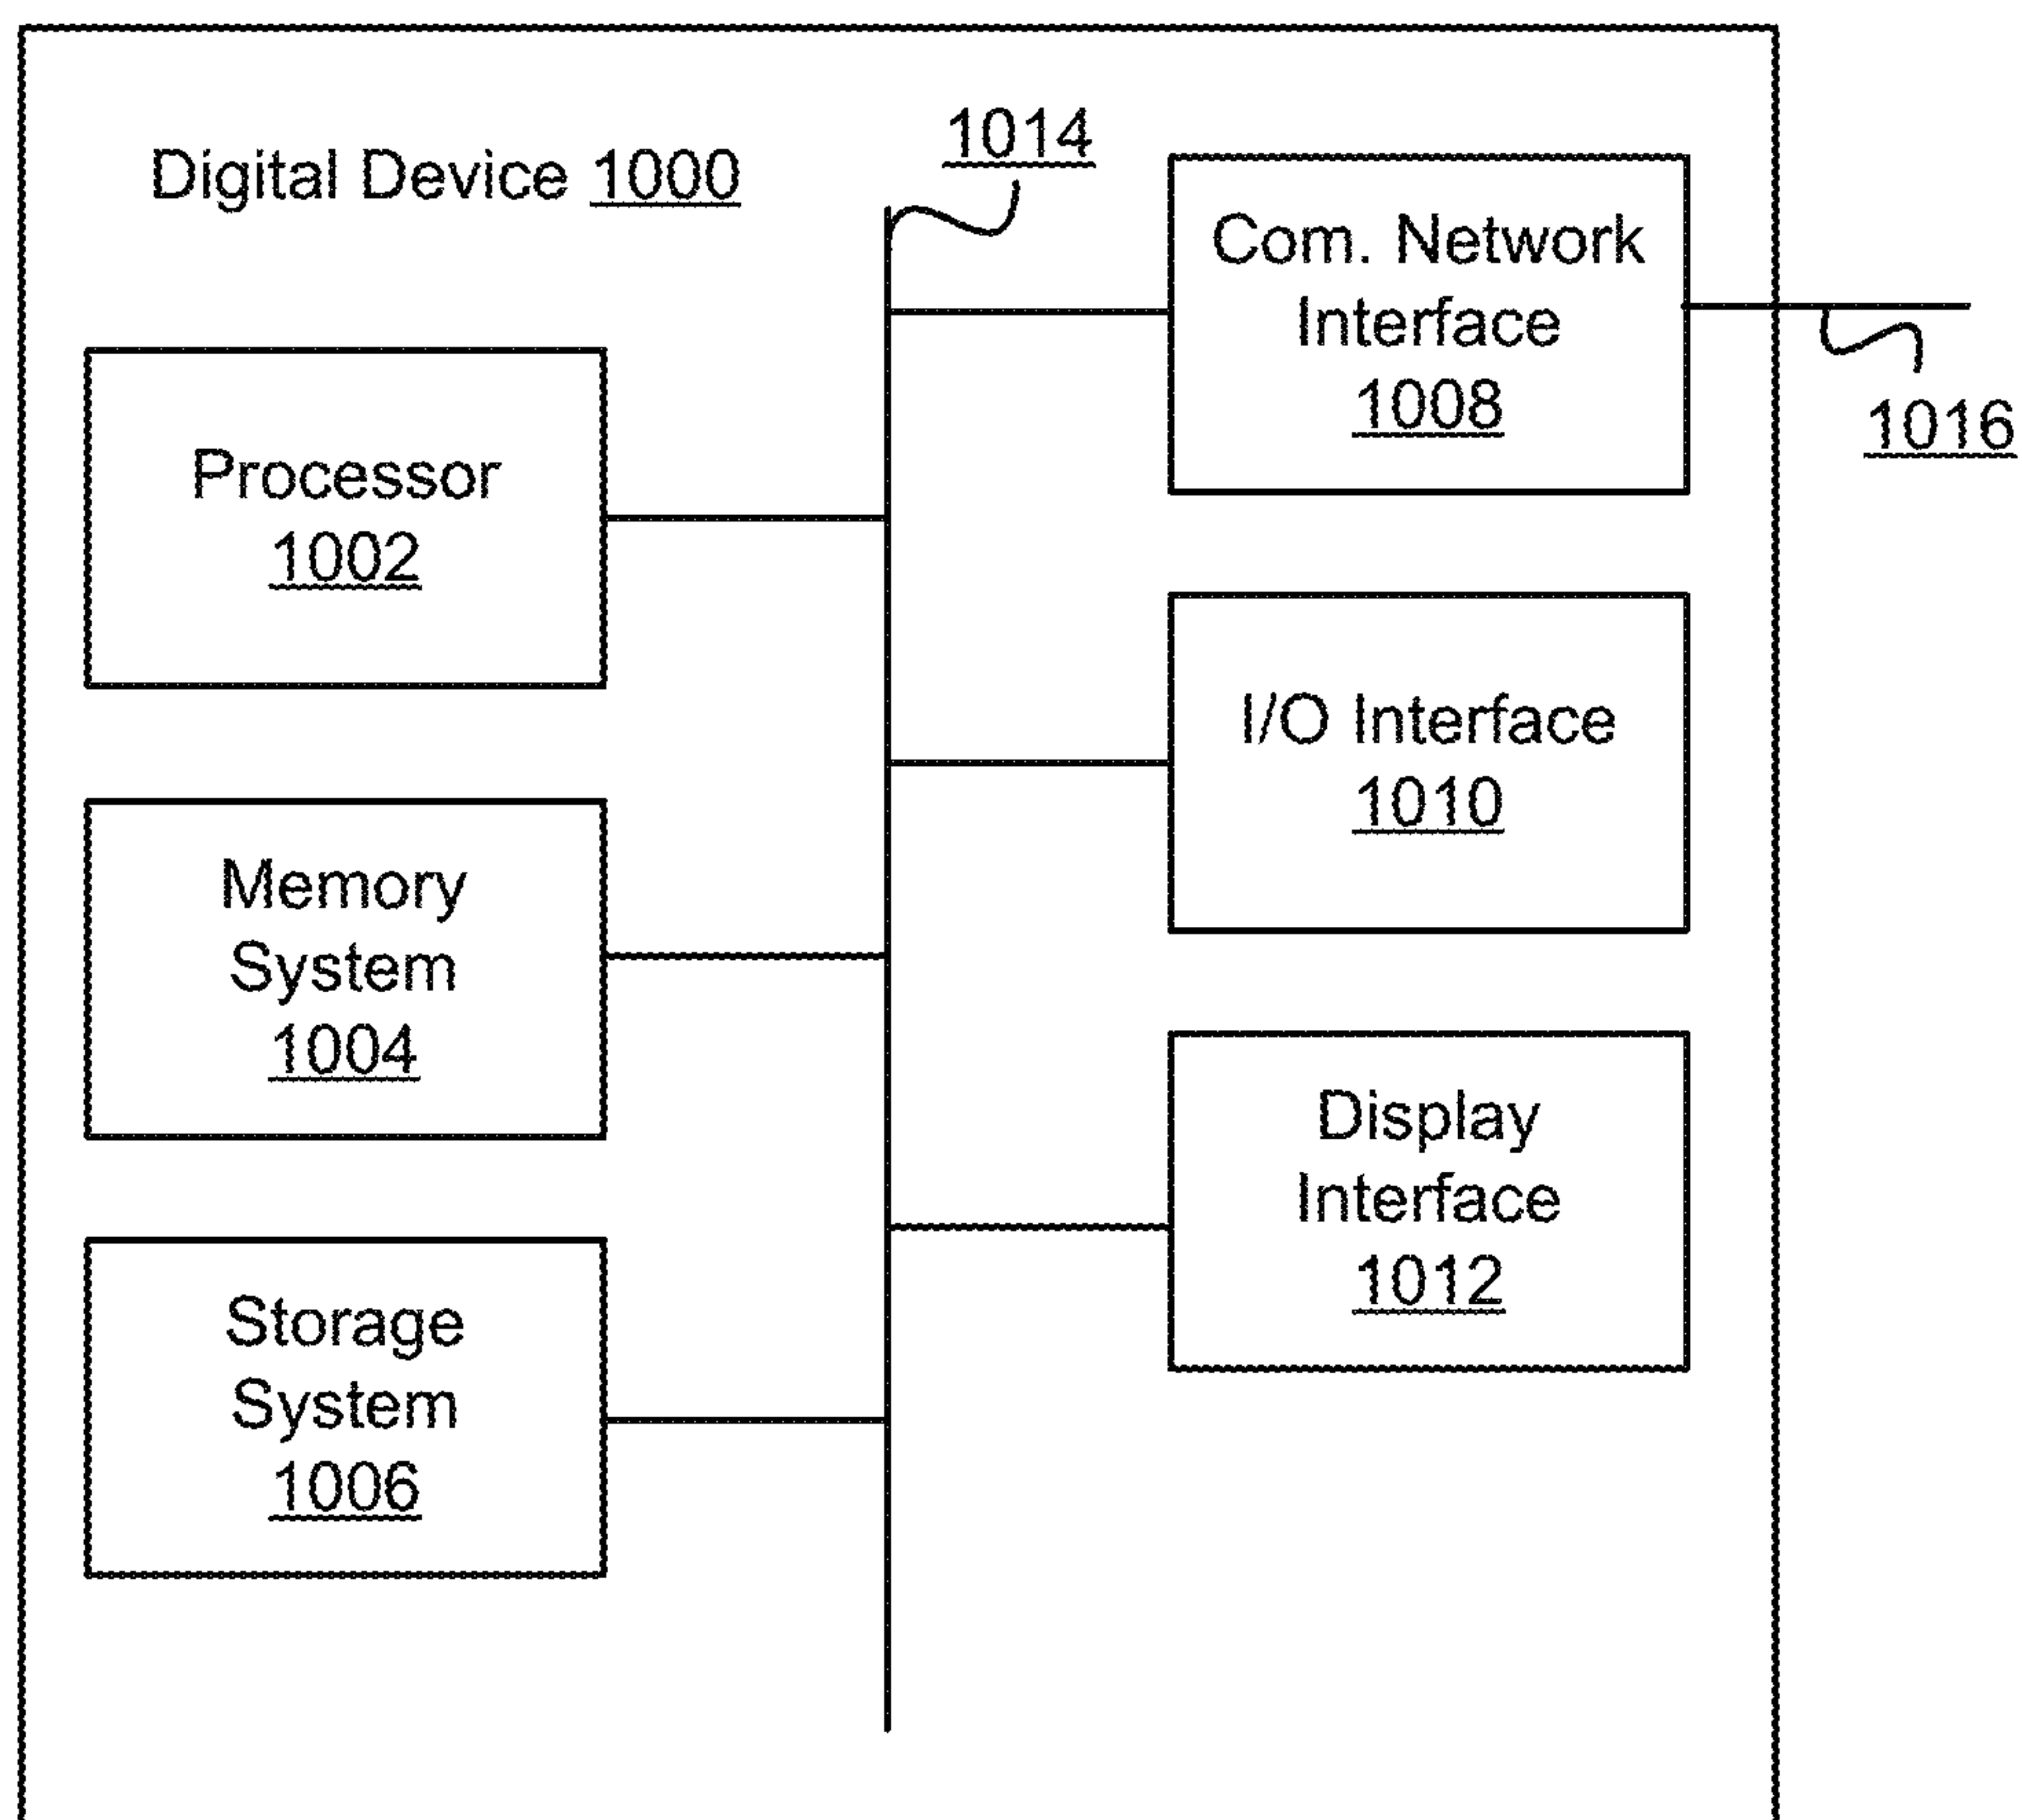 Digital Device 1000
1014
Com. Network
Interface
1008
1016
Processor
1002
I/O Interface
1010
Memory
System
1004
Display
Interface
1012
Storage
System
1006